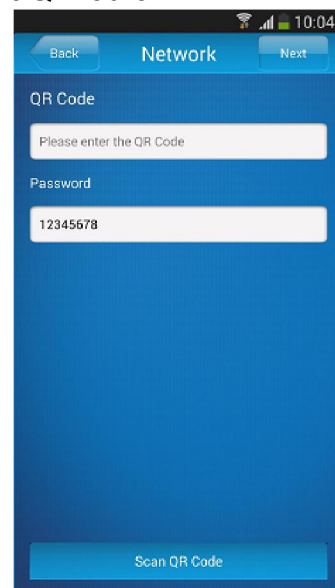 10:04
Back Network Next
QR Code
Please enter the QR Code
Password
12345678
Scan QR Code